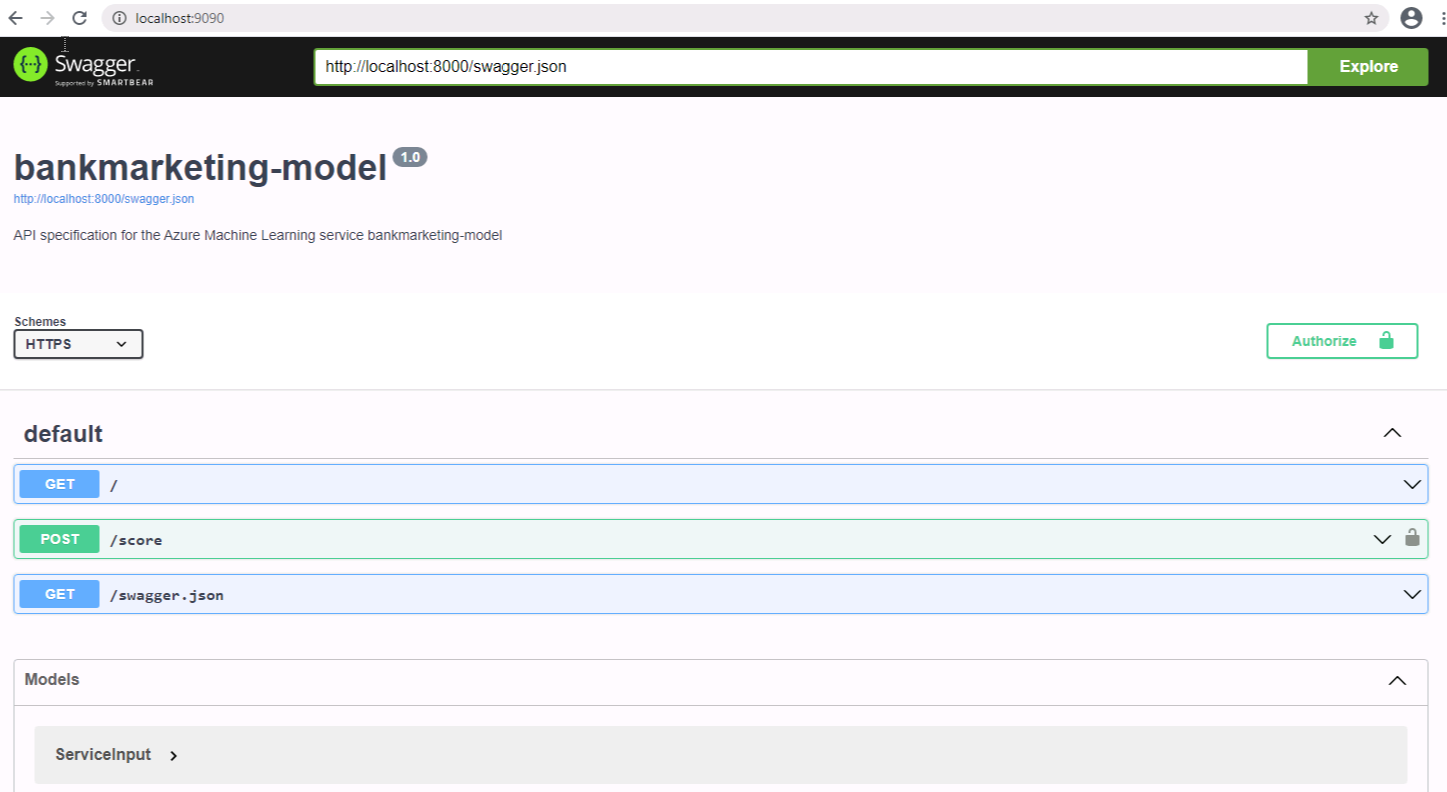 localhost:9090
{···} Swagger
Supported by SMARTBEAR
http://localhost:8000/swagger.json
Explore
bankmarketing-model 1.0
http://localhost:8000/swagger.json
API specification for the Azure Machine Learning service bankmarketing-model
Schemes
HTTPS
Authorize
default
GET /
POST /score
GET /swagger.json
Models
ServiceInput